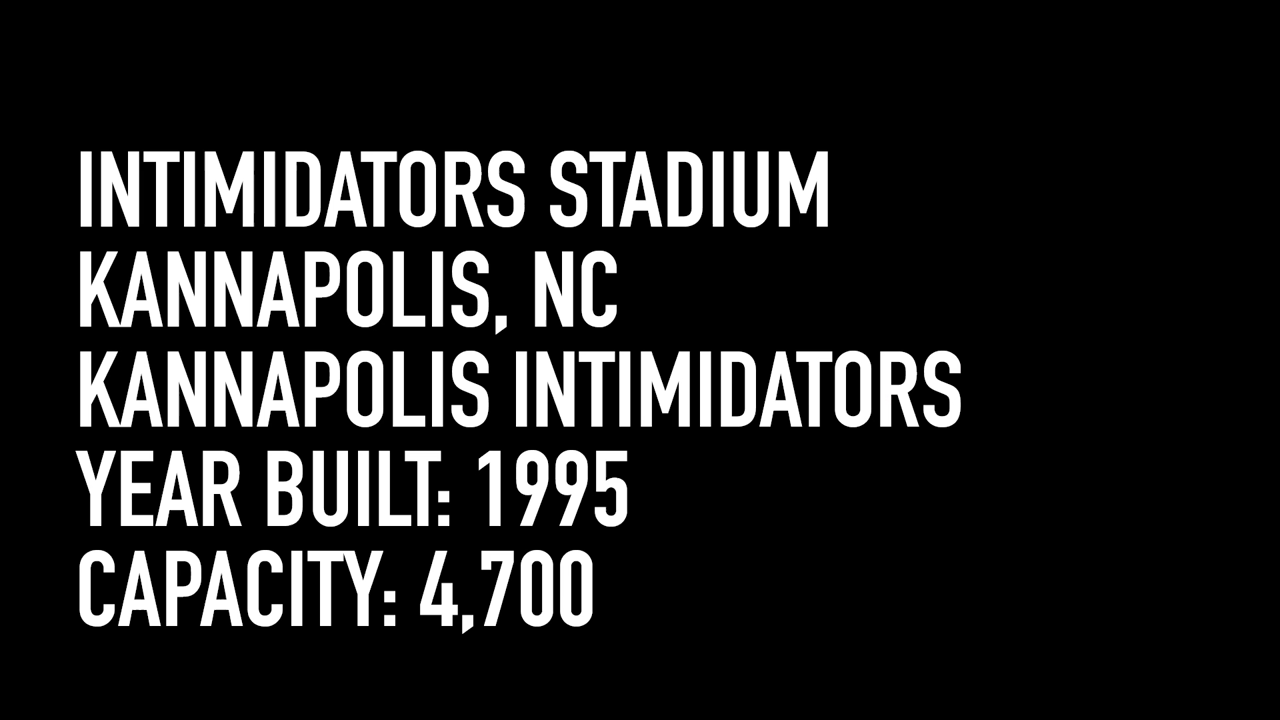 INTIMIDATORS STADIUM
KANNAPOLIS, NC
KANNAPOLIS INTIMIDATORS
YEAR BUILT: 1995
CAPACITY: 4,700